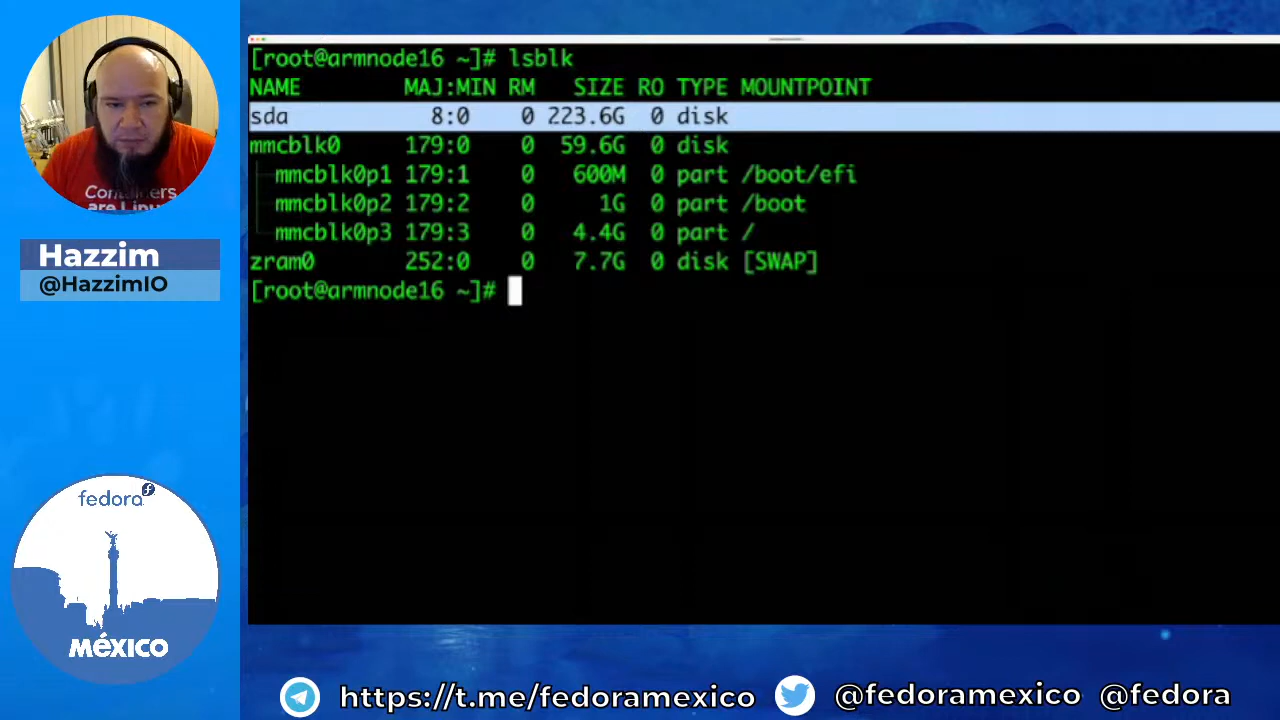 [root@armnode16 ~]# lsblk
NAME MAJ:MIN RM SIZE RO TYPE MOUNTPOINT
sda 8:0 0 223.6G 0 disk
mmcblk0 179:0 0 59.6G 0 disk
mmcblk0p1 179:1 0 600M 0 part /boot/efi
mmcblk0p2 179:2 0 1G 0 part /boot
mmcblk0p3 179:3 0 4.4G 0 part /
zram0 252:0 0 7.7G 0 disk [SWAP]
[root@armnode16 ~]#
Containers
are Linux
Hazzim
@HazzimIO
fedora
MÉXICO
https://t.me/fedoramexico @fedoramexico @fedora